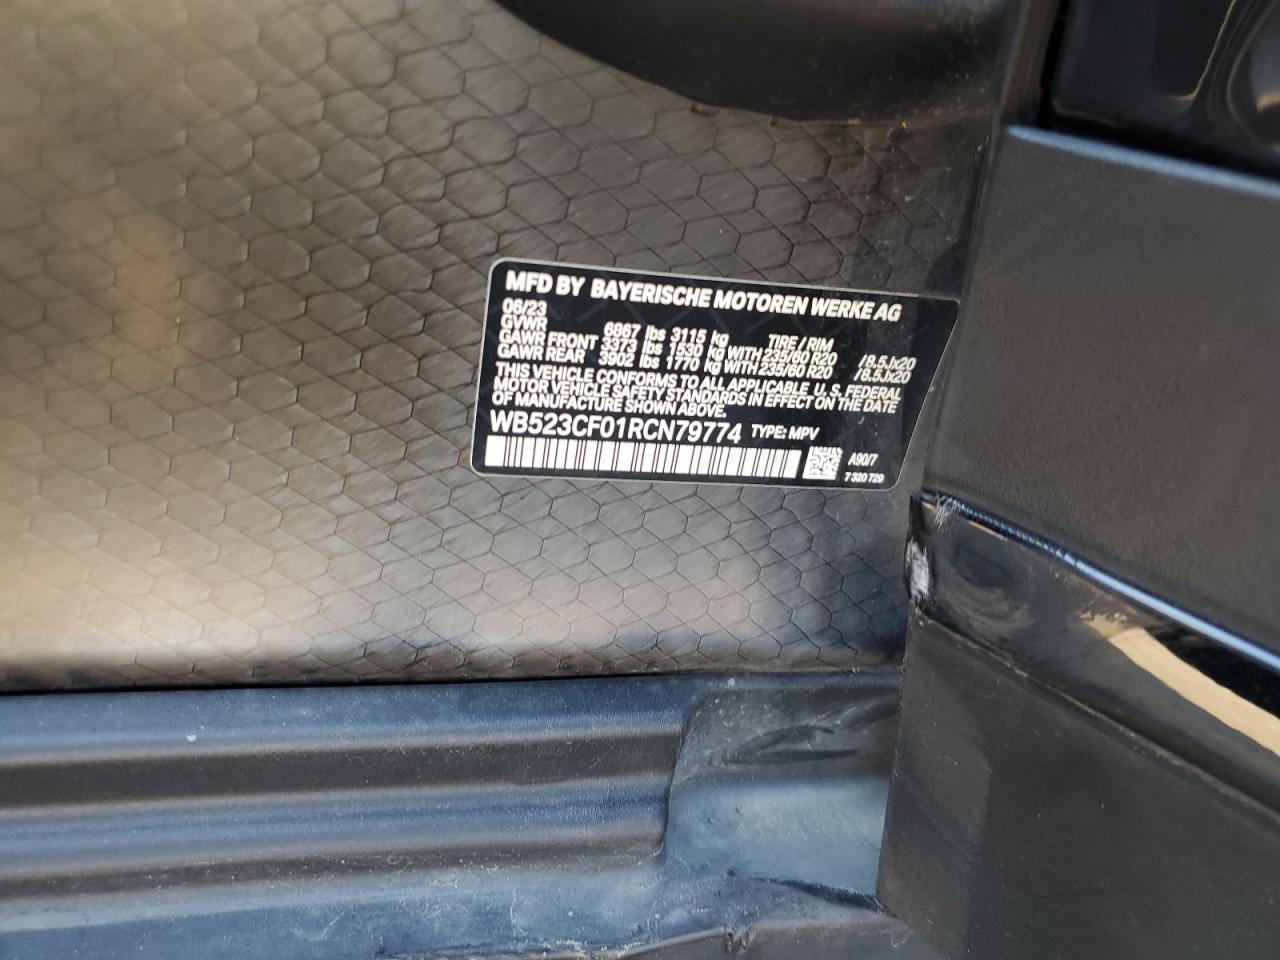 MFD BY BAYERISCHE MOTOREN WERKE AG
06/23
GVWR 6867 lbs 3115 kg TIRE / RIM
GAWR FRONT 3373 lbs 1530 kg WITH 235/60 R20 /8.5Jx20
GAWR REAR 3902 lbs 1770 kg WITH 235/60 R20 /8.5Jx20
THIS VEHICLE CONFORMS TO ALL APPLICABLE U.S. FEDERAL
MOTOR VEHICLE SAFETY STANDARDS IN EFFECT ON THE DATE
OF MANUFACTURE SHOWN ABOVE.
WB523CF01RCN79774 TYPE: MPV
A90/7
7 320 729